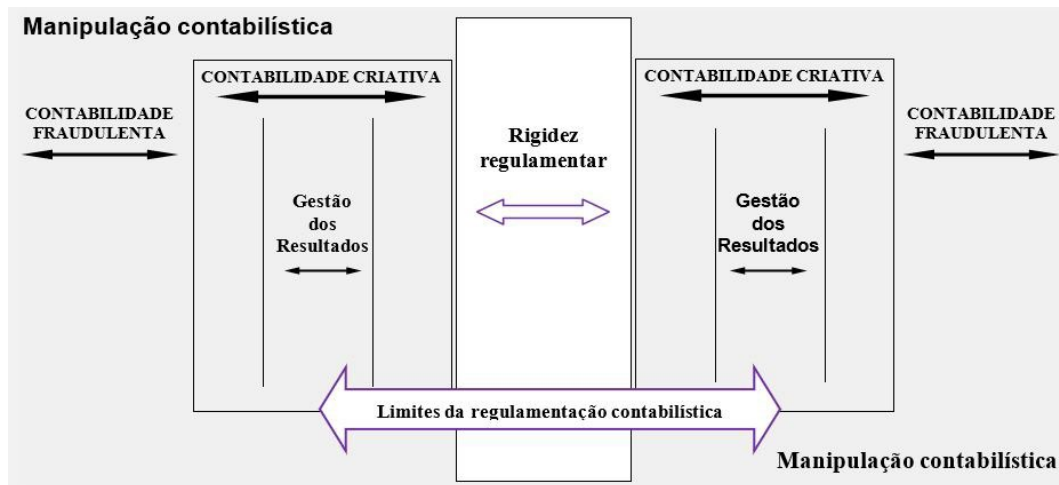 Manipulação contabilística
CONTABILIDADE CRIATIVA
CONTABILIDADE CRIATIVA
CONTABILIDADE
FRAUDULENTA
Rigidez
regulamentar
CONTABILIDADE
FRAUDULENTA
Gestão
dos
Resultados
Gestão
dos
Resultados
Limites da regulamentação contabilística
Manipulação contabilística